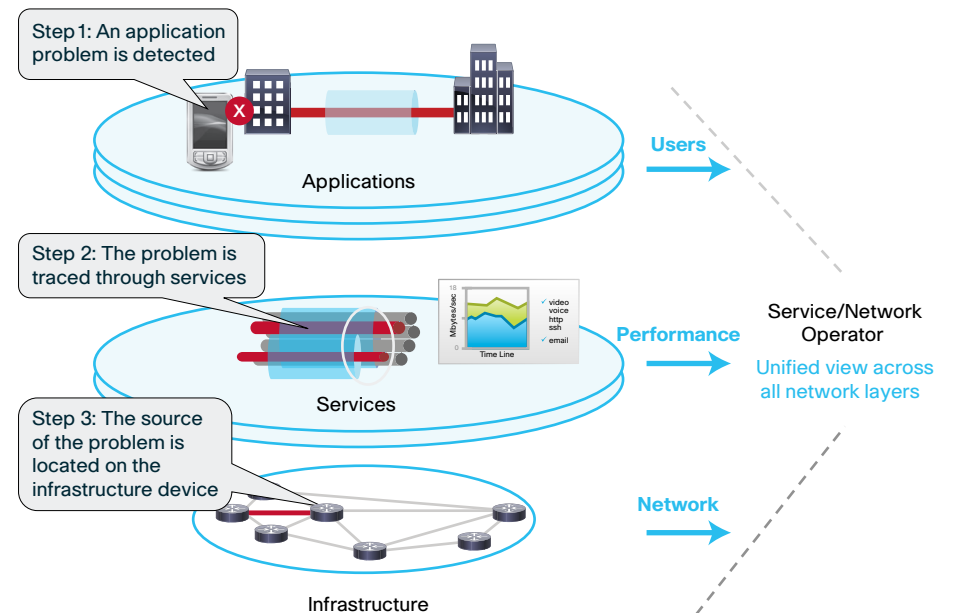 Step 1: An application
problem is detected
X
Applications
Users
Step 2: The problem is
traced through services
18
Mbytes/sec
0
Time Line
✓ video
voice
http
ssh
✓ email
Services
Performance
Service/Network
Operator
Unified view across
all network layers
Step 3: The source
of the problem is
located on the
infrastructure device
Network
Infrastructure